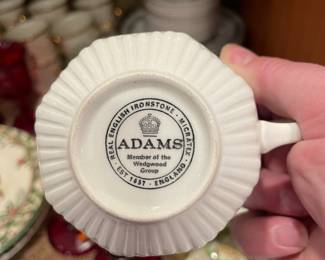 REAL ENGLISH IRONSTONE · MICRATEX
ADAMS
Member of the
Wedgwood
Group
· EST 1657 · ENGLAND ·